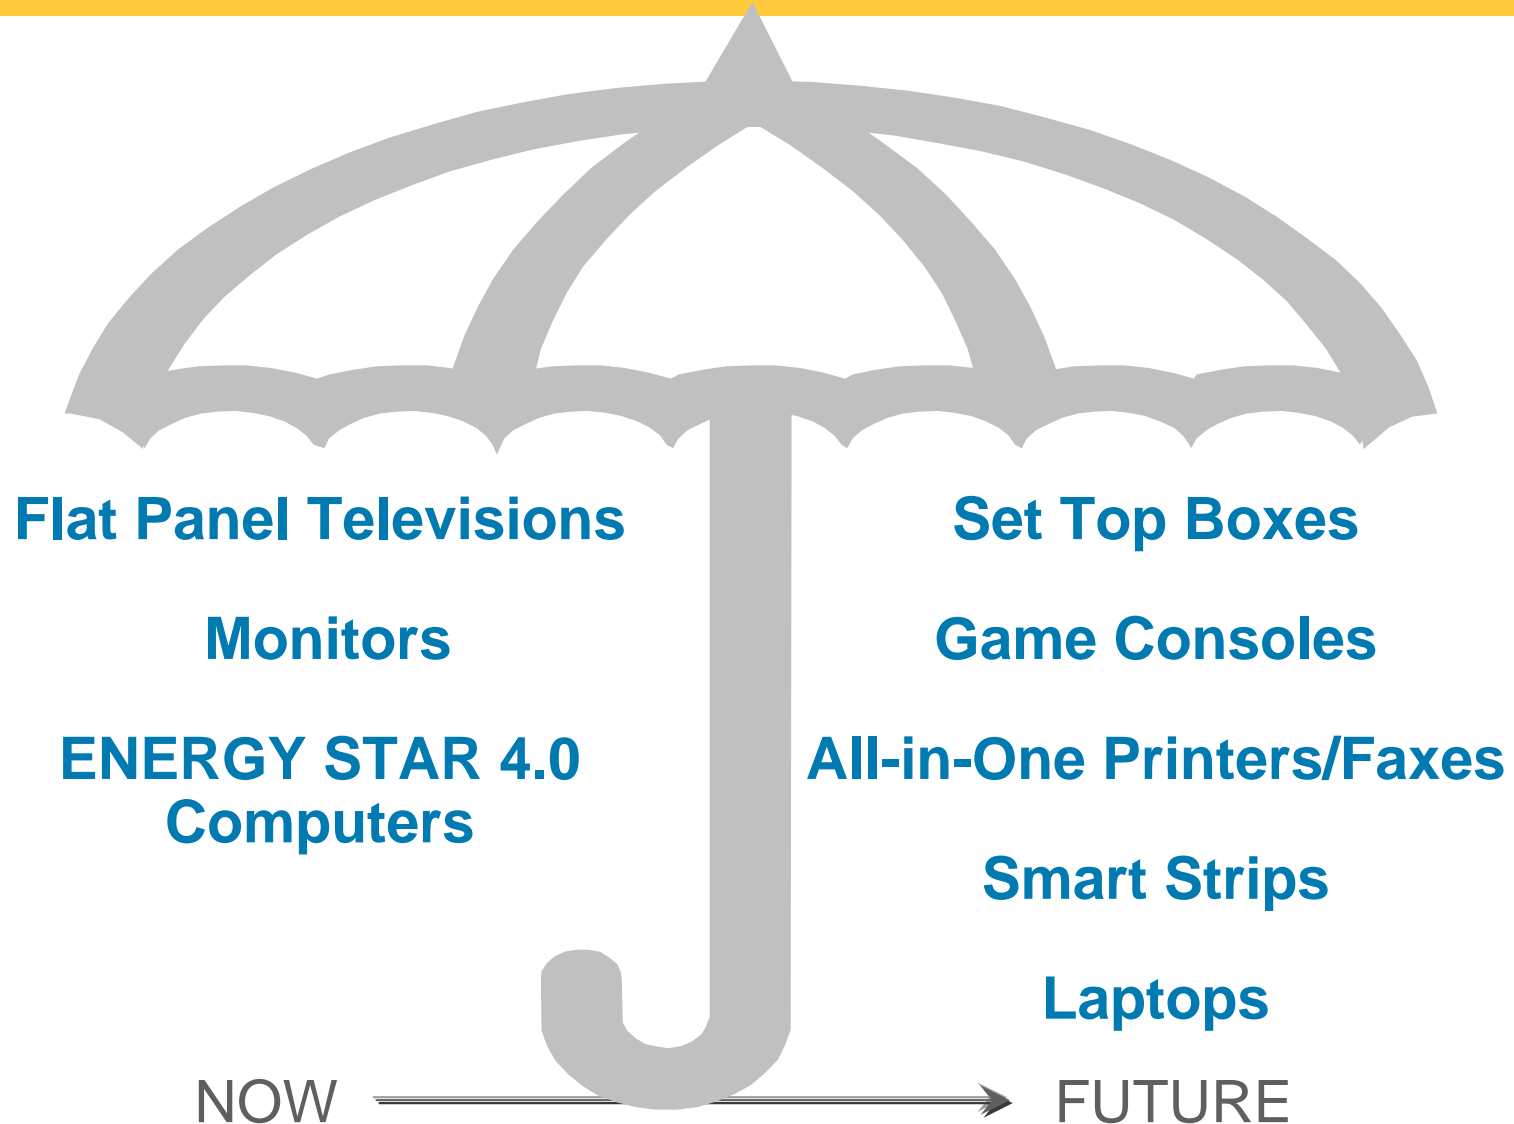 Flat Panel Televisions
Monitors
ENERGY STAR 4.0
Computers
Set Top Boxes
Game Consoles
All-in-One Printers/Faxes
Smart Strips
Laptops
NOW
FUTURE